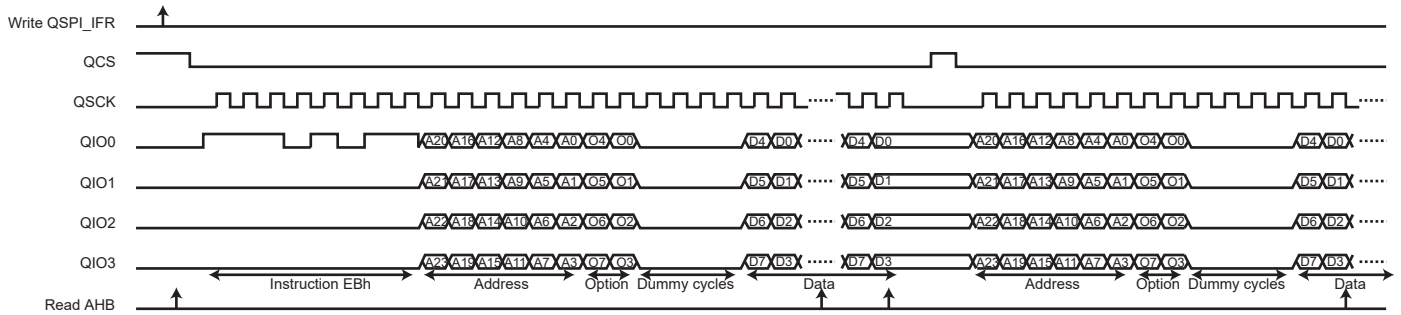 Write QSPI_IFR
QCS
QSCK
QIO0 A20 A16 A12 A8 A4 A0 O4 O0 D4 D0 D4 D0 A20 A16 A12 A8 A4 A0 O4 O0 D4 D0
QIO1 A21 A17 A13 A9 A5 A1 O5 O1 D5 D1 D5 D1 A21 A17 A13 A9 A5 A1 O5 O1 D5 D1
QIO2 A22 A18 A14 A10 A6 A2 O6 O2 D6 D2 D6 D2 A22 A18 A14 A10 A6 A2 O6 O2 D6 D2
QIO3 A23 A19 A15 A11 A7 A3 O7 O3 D7 D3 D7 D3 A23 A19 A15 A11 A7 A3 O7 O3 D7 D3
Instruction EBh Address Option Dummy cycles Data Address Option Dummy cycles Data
Read AHB